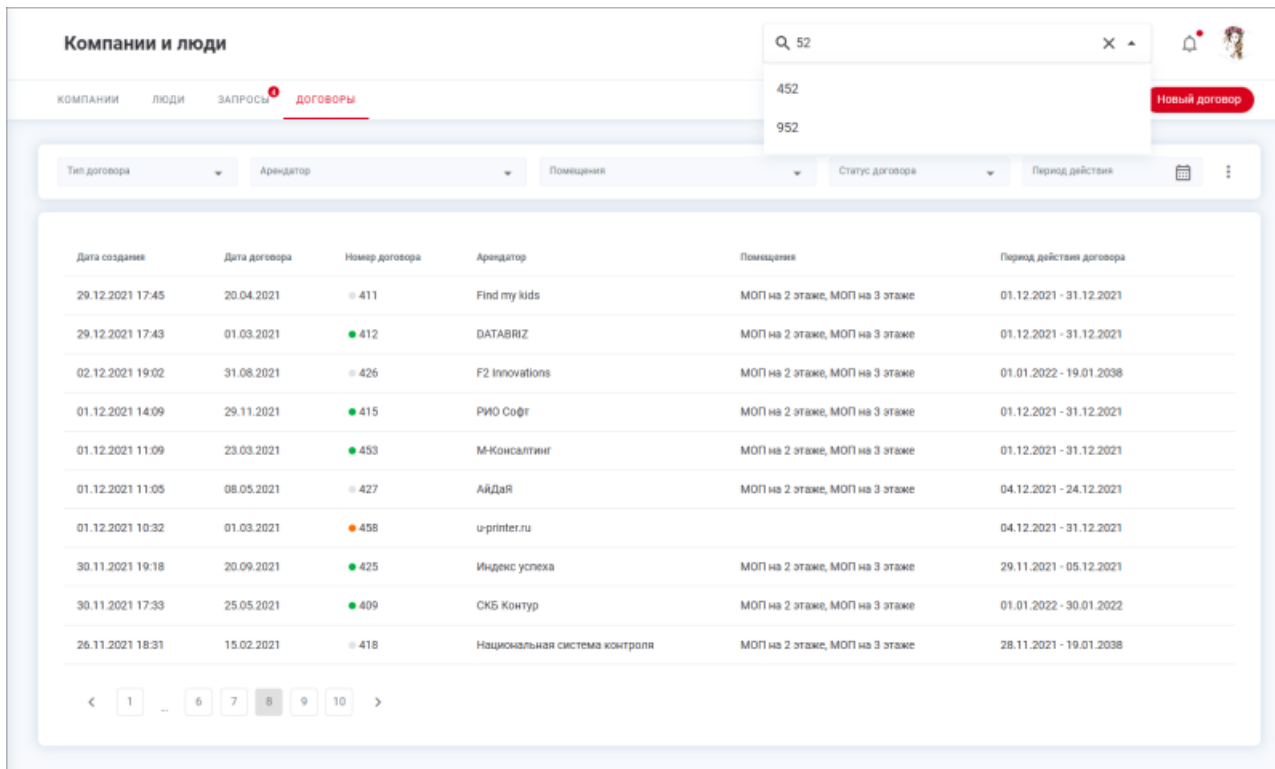 Компании и люди
52
452
952
КОМПАНИИ ЛЮДИ ЗАПРОСЫ 4 ДОГОВОРЫ
Новый договор
Тип договора Арендатор Помещения Статус договора Период действия
Дата создания Дата договора Номер договора Арендатор Помещения Период действия договора
29.12.2021 17:45 20.04.2021 411 Find my kids МОП на 2 этаже, МОП на 3 этаже 01.12.2021 - 31.12.2021
29.12.2021 17:43 01.03.2021 412 DATABRIZ МОП на 2 этаже, МОП на 3 этаже 01.12.2021 - 31.12.2021
02.12.2021 19:02 31.08.2021 426 F2 Innovations МОП на 2 этаже, МОП на 3 этаже 01.01.2022 - 19.01.2038
01.12.2021 14:09 29.11.2021 415 РИО Софт МОП на 2 этаже, МОП на 3 этаже 01.12.2021 - 31.12.2021
01.12.2021 11:09 23.03.2021 453 М-Консалтинг МОП на 2 этаже, МОП на 3 этаже 01.12.2021 - 31.12.2021
01.12.2021 11:05 08.05.2021 427 АйДаЯ МОП на 2 этаже, МОП на 3 этаже 04.12.2021 - 24.12.2021
01.12.2021 10:32 01.03.2021 458 u-printer.ru 04.12.2021 - 31.12.2021
30.11.2021 19:18 20.09.2021 425 Индекс успеха МОП на 2 этаже, МОП на 3 этаже 29.11.2021 - 05.12.2021
30.11.2021 17:33 25.05.2021 409 СКБ Контур МОП на 2 этаже, МОП на 3 этаже 01.01.2022 - 30.01.2022
26.11.2021 18:31 15.02.2021 418 Национальная система контроля МОП на 2 этаже, МОП на 3 этаже 28.11.2021 - 19.01.2038
1 ... 6 7 8 9 10